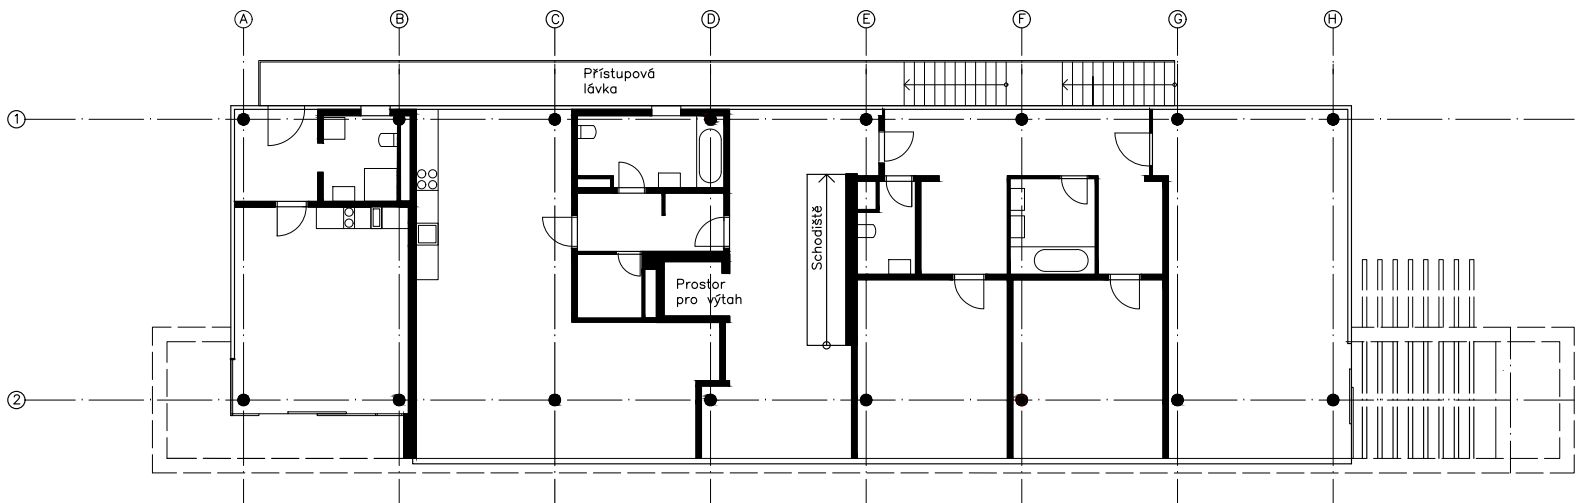 A B C D E F G H
Přístupová
lávka
1
Schodiště
Prostor
pro výtah
2